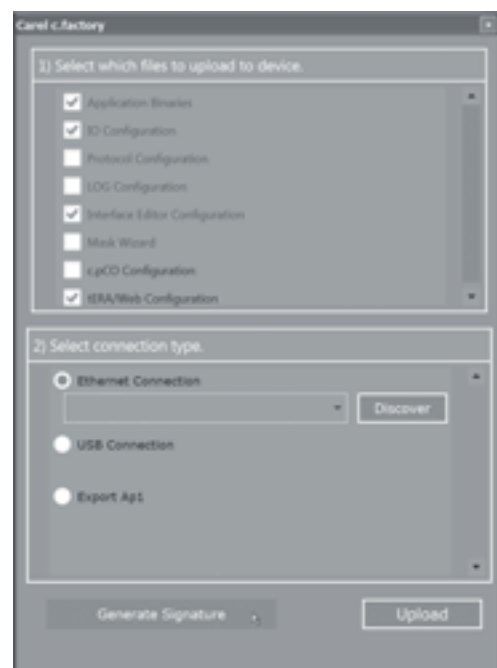 Carel c.factory
1) Select which files to upload to device.
Application Binaries
IO Configuration
Protocol Configuration
LOG Configuration
Interface Editor Configuration
Mask Wizard
c.pCO Configuration
tERA/Web Configuration
2) Select connection type.
Ethernet Connection
Discover
USB Connection
Export Ap1
Generate Signature
Upload